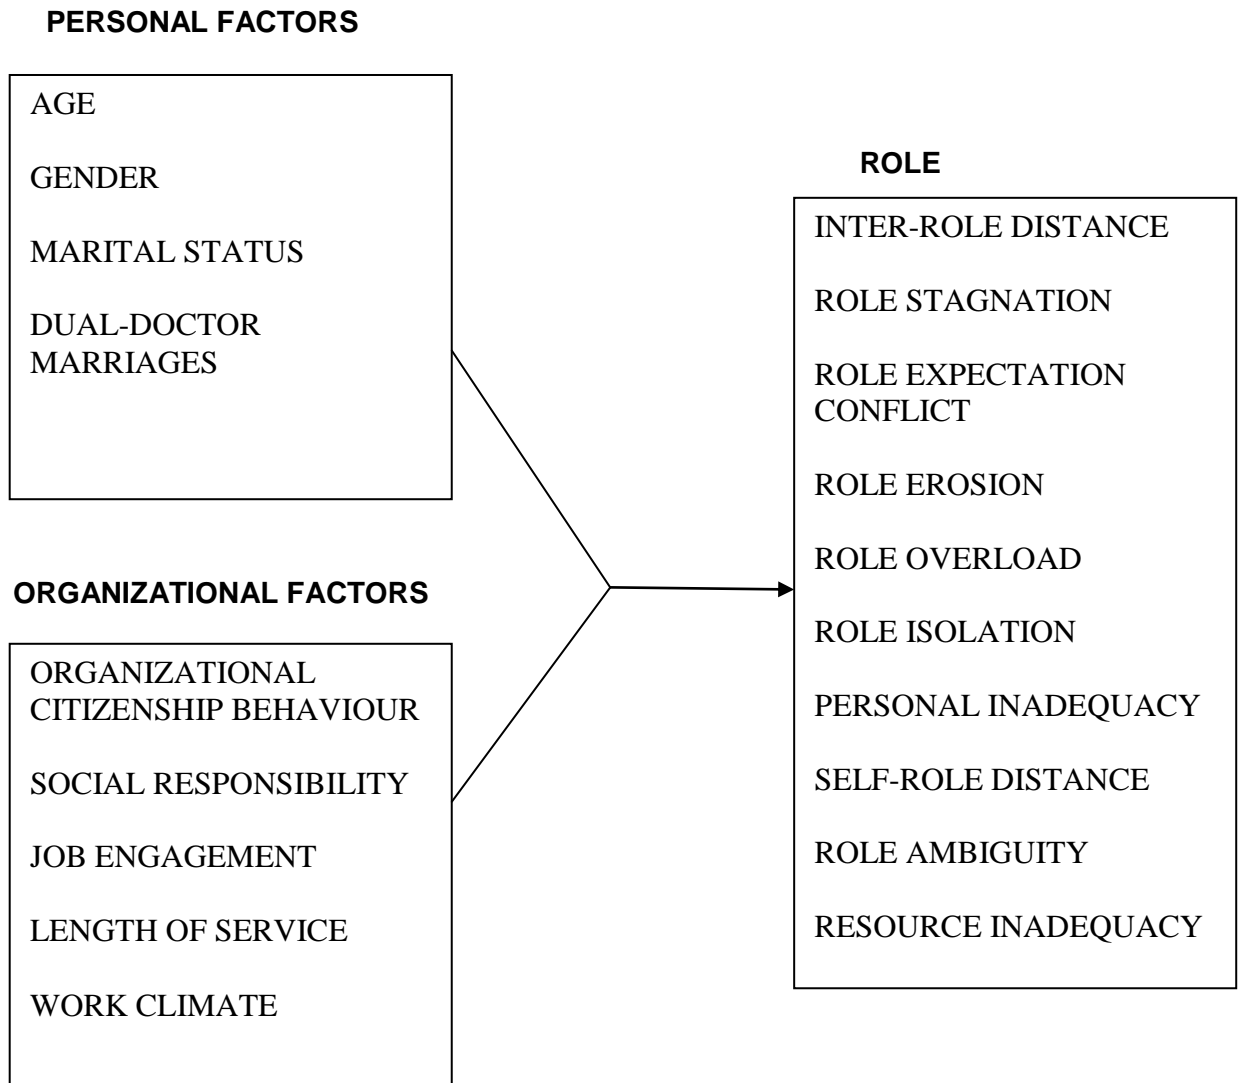 PERSONAL FACTORS
AGE
GENDER
MARITAL STATUS
DUAL-DOCTOR
MARRIAGES
ORGANIZATIONAL FACTORS
ORGANIZATIONAL
CITIZENSHIP BEHAVIOUR
SOCIAL RESPONSIBILITY
JOB ENGAGEMENT
LENGTH OF SERVICE
WORK CLIMATE
ROLE
INTER-ROLE DISTANCE
ROLE STAGNATION
ROLE EXPECTATION
CONFLICT
ROLE EROSION
ROLE OVERLOAD
ROLE ISOLATION
PERSONAL INADEQUACY
SELF-ROLE DISTANCE
ROLE AMBIGUITY
RESOURCE INADEQUACY